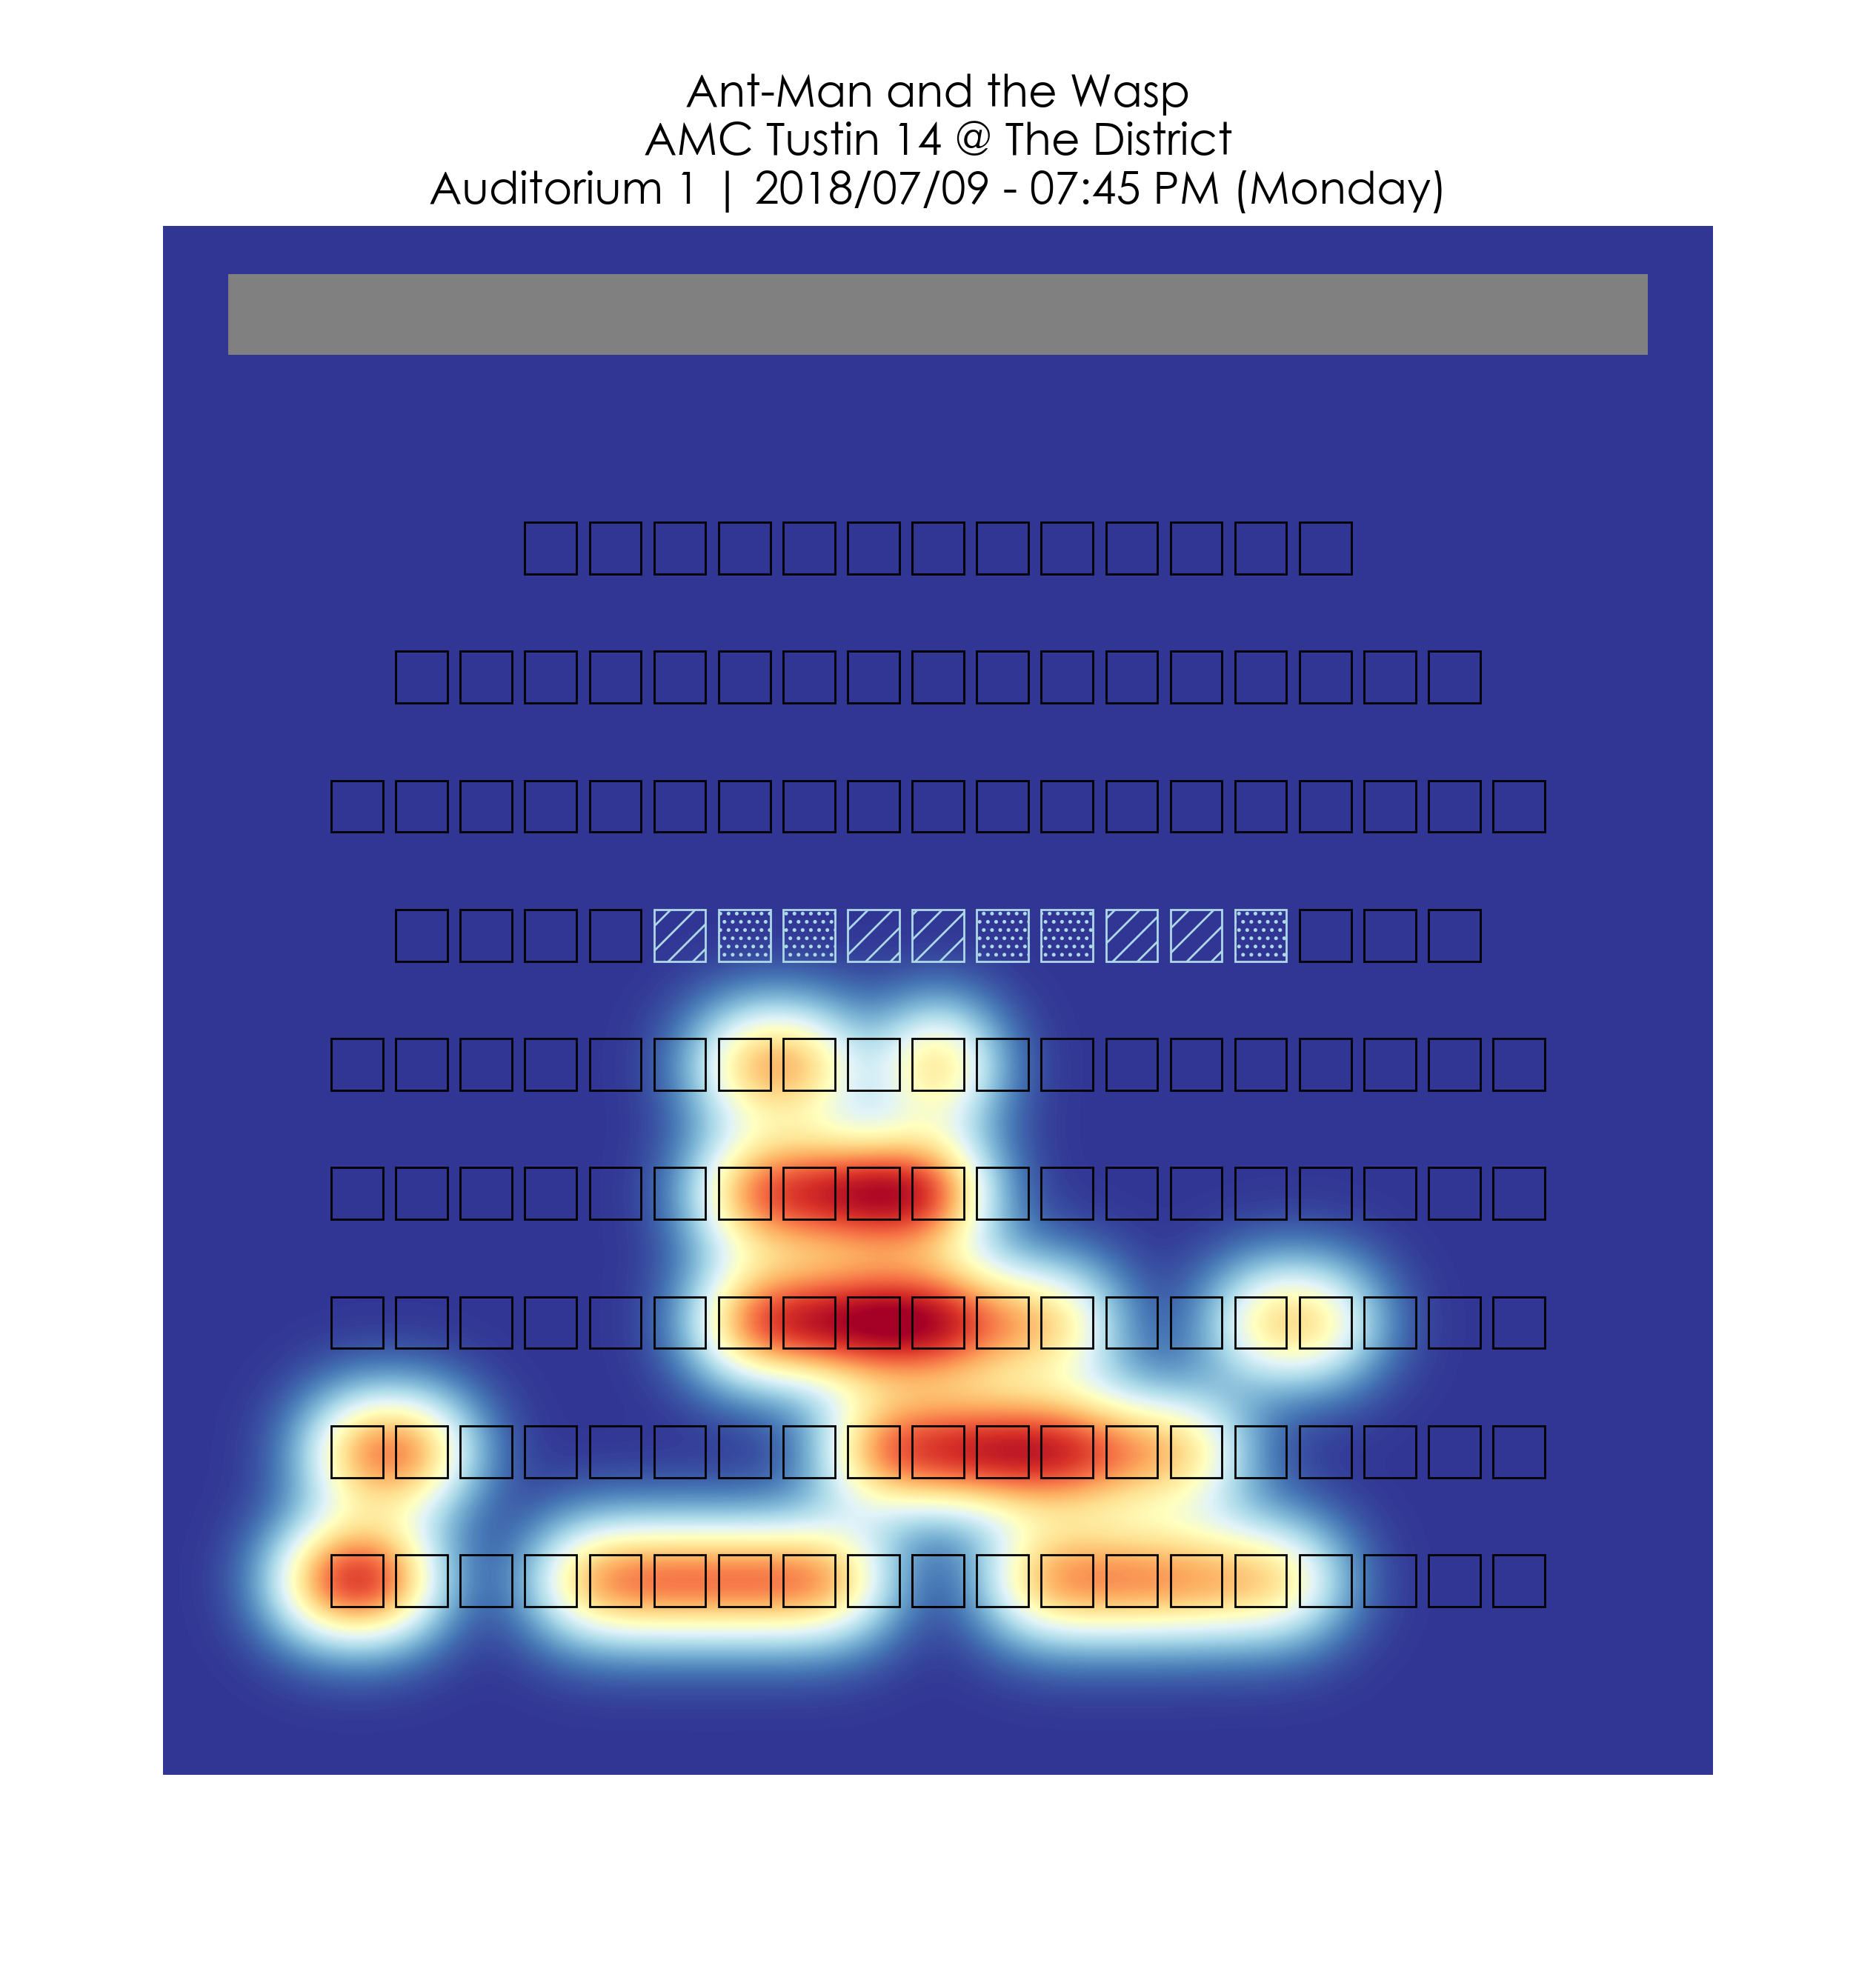 Ant-Man and the Wasp
AMC Tustin 14 @ The District
Auditorium 1 | 2018/07/09 - 07:45 PM (Monday)